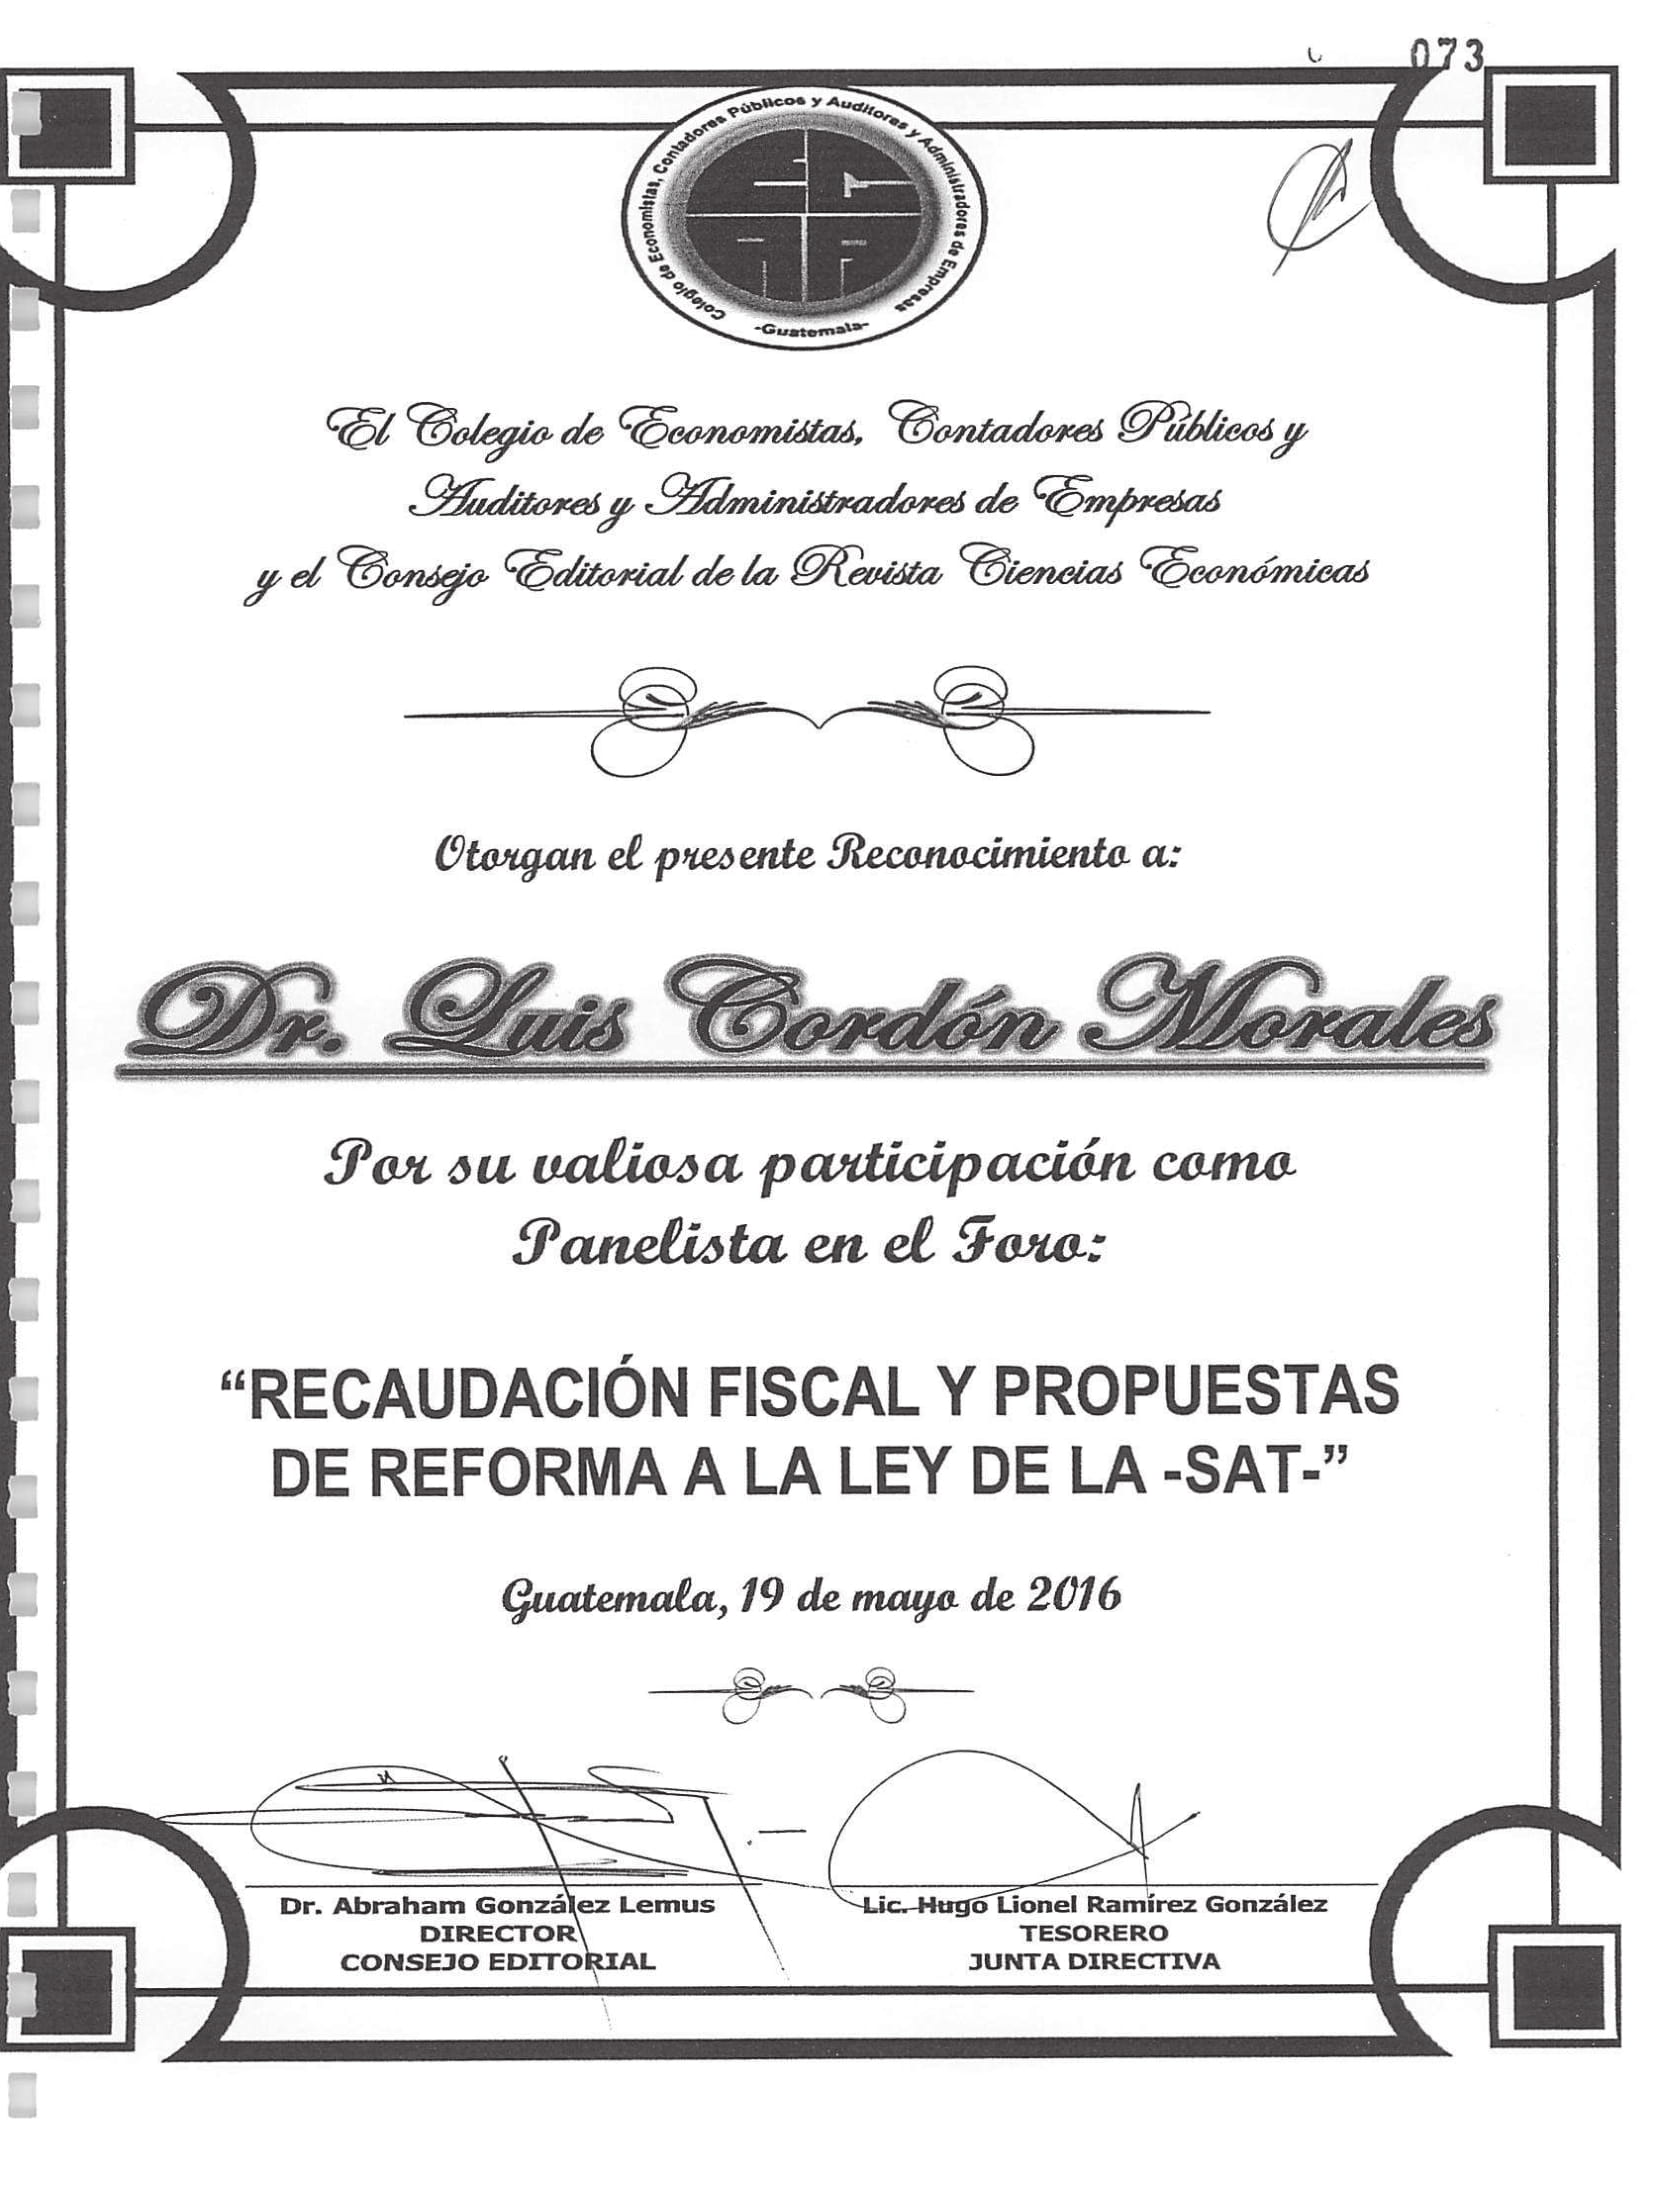 073
Colegio de Economistas, Contadores Públicos y Auditores y Administradores de Empresas
-Guatemala-
El Colegio de Economistas, Contadores Públicos y
Auditores y Administradores de Empresas
y el Consejo Editorial de la Revista Ciencias Económicas
Otorgan el presente Reconocimiento a:
Dr. Luis Cordón Morales
Por su valiosa participación como
Panelista en el Foro:
“RECAUDACIÓN FISCAL Y PROPUESTAS
DE REFORMA A LA LEY DE LA -SAT-”
Guatemala, 19 de mayo de 2016
Dr. Abraham González Lemus
DIRECTOR
CONSEJO EDITORIAL
Lic. Hugo Lionel Ramírez González
TESORERO
JUNTA DIRECTIVA